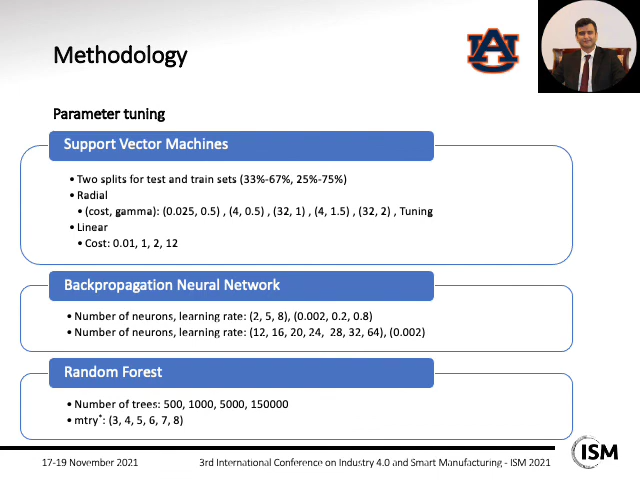 Methodology
Parameter tuning
Support Vector Machines
• Two splits for test and train sets (33%-67%, 25%-75%)
• Radial
• (cost, gamma): (0.025, 0.5) , (4, 0.5) , (32, 1) , (4, 1.5) , (32, 2) , Tuning
• Linear
• Cost: 0.01, 1, 2, 12
Backpropagation Neural Network
• Number of neurons, learning rate: (2, 5, 8), (0.002, 0.2, 0.8)
• Number of neurons, learning rate: (12, 16, 20, 24, 28, 32, 64), (0.002)
Random Forest
• Number of trees: 500, 1000, 5000, 150000
• mtry*: (3, 4, 5, 6, 7, 8)
17-19 November 2021
3rd International Conference on Industry 4.0 and Smart Manufacturing - ISM 2021
ISM
AU